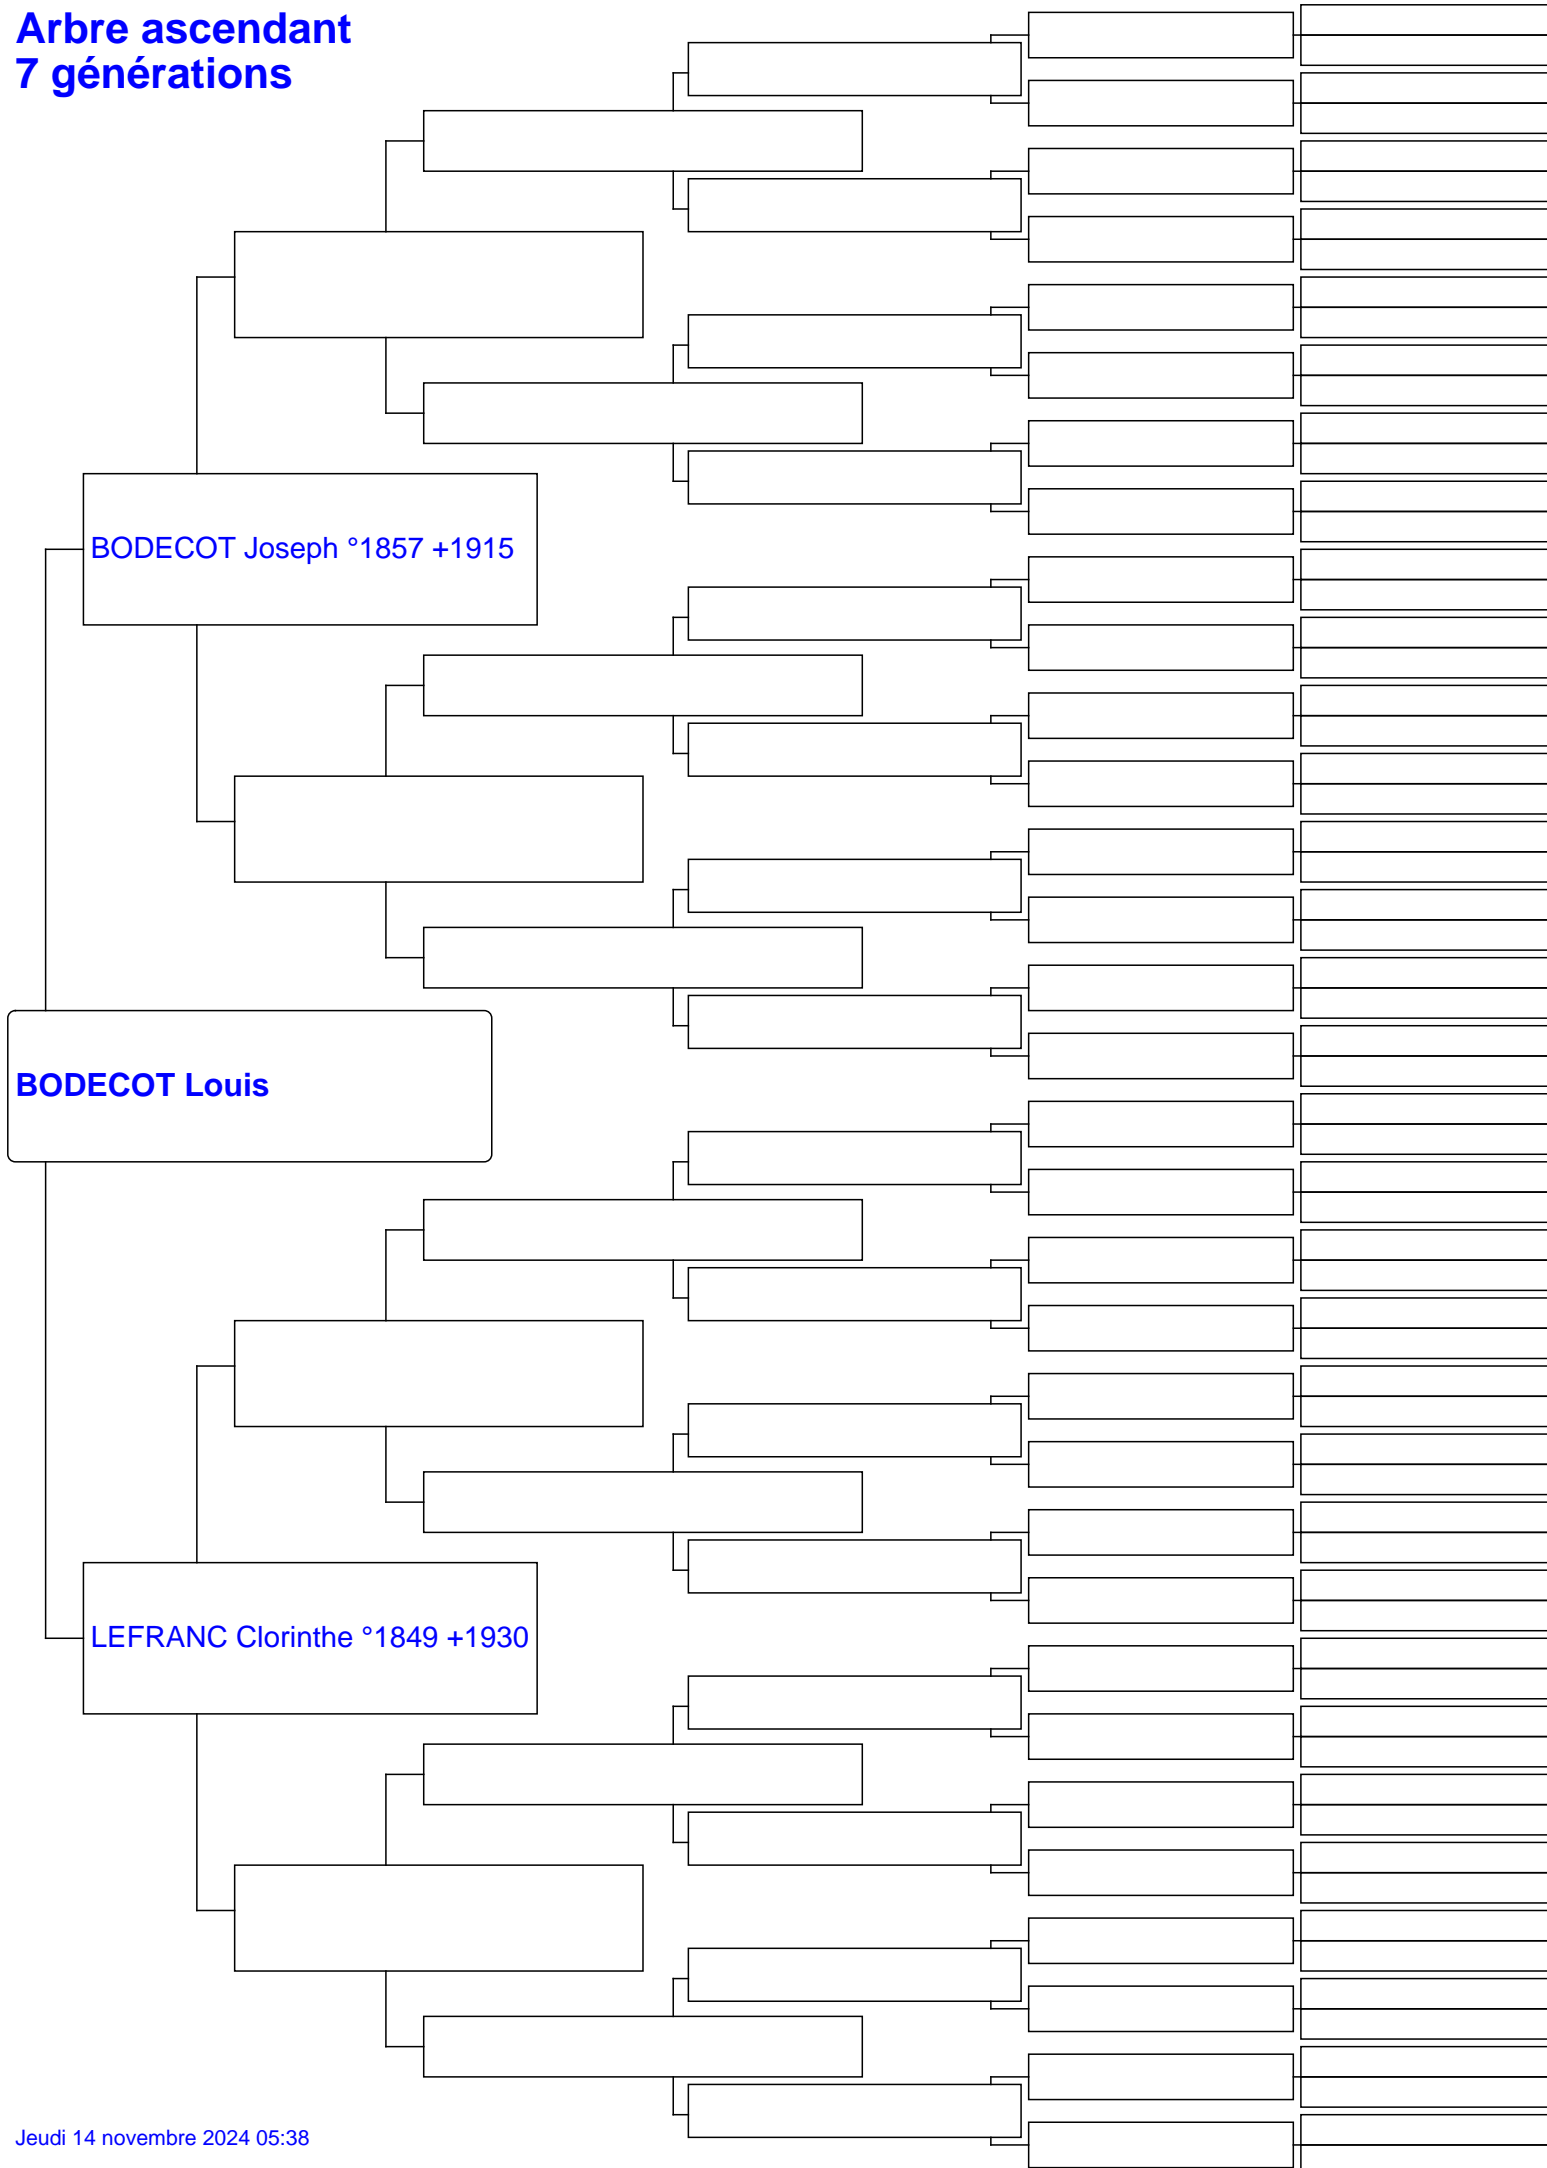 Arbre ascendant
7 générations
BODECOT Joseph °1857 +1915
BODECOT Louis
LEFRANC Clorinthe °1849 +1930
Jeudi 14 novembre 2024 05:38